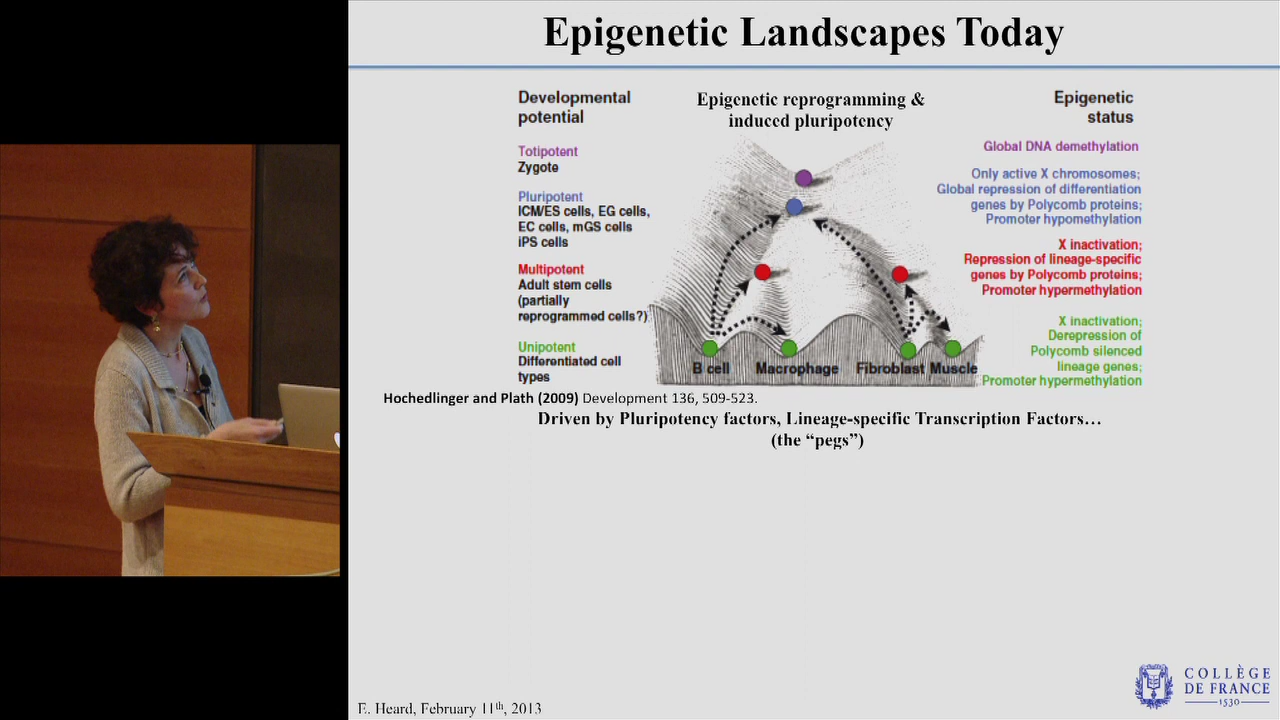 Epigenetic Landscapes Today
Developmental
potential
Totipotent
Zygote
Pluripotent
ICM/ES cells, EG cells,
EC cells, mGS cells
iPS cells
Multipotent
Adult stem cells
(partially
reprogrammed cells?)
Unipotent
Differentiated cell
types
Epigenetic reprogramming &
induced pluripotency
B cell
Macrophage
Fibroblast
Muscle
Epigenetic
status
Global DNA demethylation
Only active X chromosomes;
Global repression of differentiation
genes by Polycomb proteins;
Promoter hypomethylation
X inactivation;
Repression of lineage-specific
genes by Polycomb proteins;
Promoter hypermethylation
X inactivation;
Derepression of
Polycomb silenced
lineage genes;
Promoter hypermethylation
Hochedlinger and Plath (2009) Development 136, 509-523.
Driven by Pluripotency factors, Lineage-specific Transcription Factors…
(the “pegs”)
E. Heard, February 11th, 2013
COLLÈGE
DE FRANCE
1530